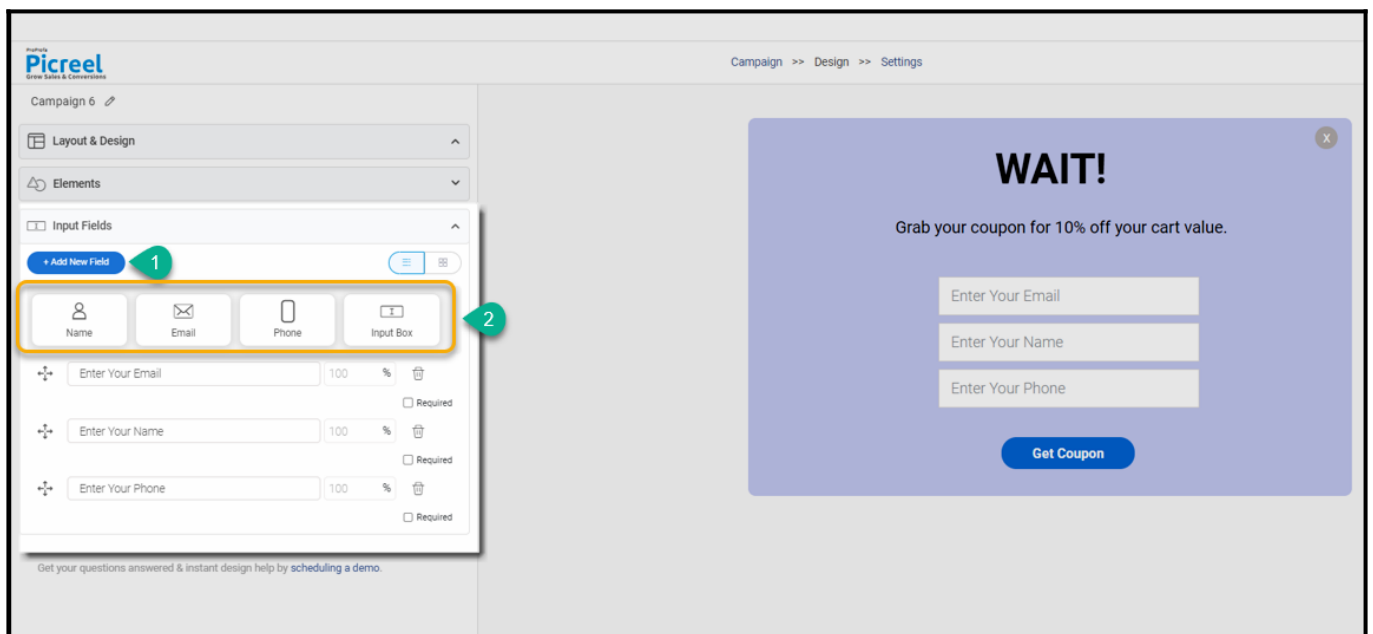 ProProfs
Picreel
Grow Sales & Conversions
Campaign >> Design >> Settings
Campaign 6
Layout & Design
Elements
Input Fields
+ Add New Field
1
Name
Email
Phone
Input Box
2
Enter Your Email
100 %
Required
Enter Your Name
100 %
Required
Enter Your Phone
100 %
Required
Get your questions answered & instant design help by scheduling a demo.
X
WAIT!
Grab your coupon for 10% off your cart value.
Enter Your Email
Enter Your Name
Enter Your Phone
Get Coupon